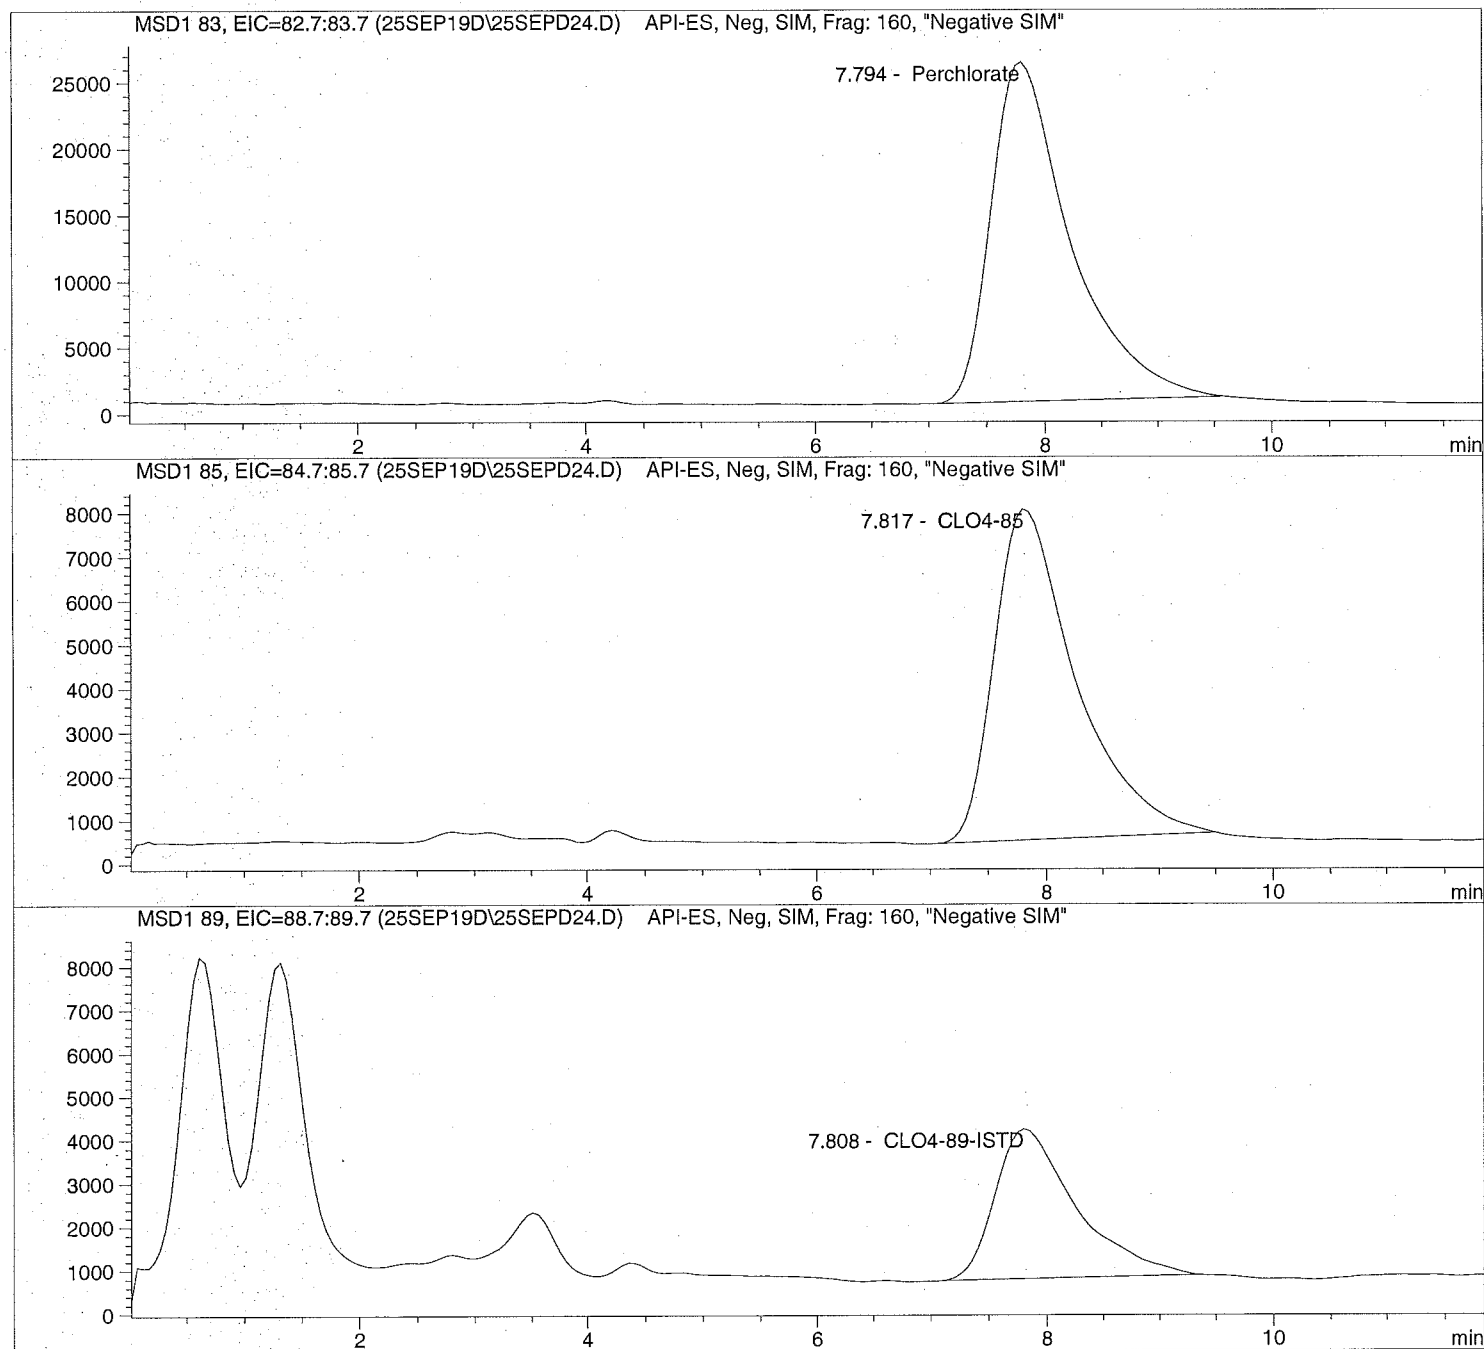 MSD1 83, EIC=82.7:83.7 (25SEP19D\25SEPD24.D) API-ES, Neg, SIM, Frag: 160, "Negative SIM"
7.794 - Perchlorate
25000
20000
15000
10000
5000
0
2 4 6 8 10 min
MSD1 85, EIC=84.7:85.7 (25SEP19D\25SEPD24.D) API-ES, Neg, SIM, Frag: 160, "Negative SIM"
7.817 - CLO4-85
8000
7000
6000
5000
4000
3000
2000
1000
0
2 4 6 8 10 min
MSD1 89, EIC=88.7:89.7 (25SEP19D\25SEPD24.D) API-ES, Neg, SIM, Frag: 160, "Negative SIM"
8000
7000
6000
5000
7.808 - CLO4-89-ISTD
4000
3000
2000
1000
0
2 4 6 8 10 min